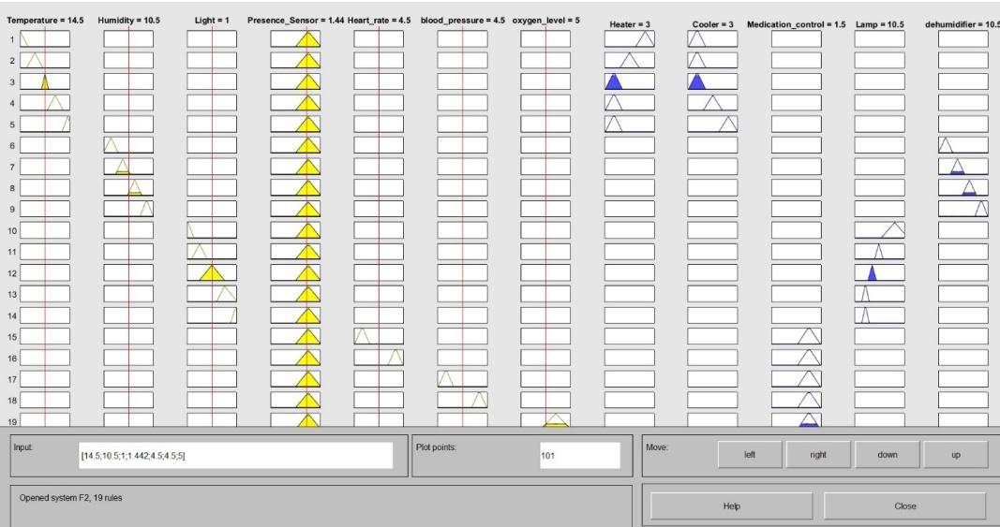 Temperature = 14.5 Humidity = 10.5 Light = 1 Presence_Sensor = 1.44 Heart_rate = 4.5 blood_pressure = 4.5 oxygen_level = 5 Heater = 3 Cooler = 3 Medication_control = 1.5 Lamp = 10.5 dehumidifier = 10.5
1
2
3
4
5
6
7
8
9
10
11
12
13
14
15
16
17
18
19
Input:
[14.5;10.5;1;1.442;4.5;4.5;5]
Plot points:
101
Move:
left
right
down
up
Opened system F2, 19 rules
Help
Close